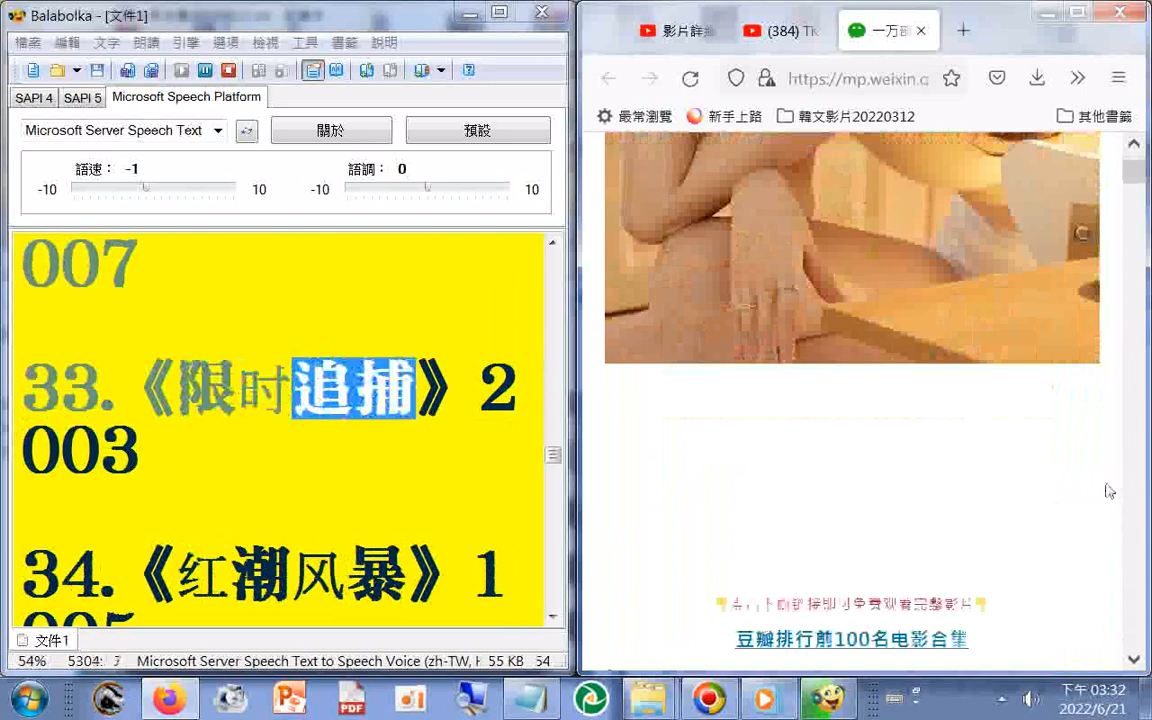 Balabolka - [文件1]
檔案 編輯 文字 朗讀 引擎 選項 檢視 工具 書籤 說明
SAPI 4 SAPI 5 Microsoft Speech Platform
Microsoft Server Speech Text
關於
預設
語速： -1
語調： 0
-10 10 -10 10
007
33.《限时追捕》2
003
34.《红潮风暴》1
文件1
54%
Microsoft Server Speech Text to Speech Voice (zh-TW, H
55 KB
54
影片詳
(384) Tk
一万部
https://mp.weixin.q
最常瀏覽
新手上路
韓文影片20220312
其他書籤
豆瓣排行前100名电影合集
PDF
下午 03:32
2022/6/21